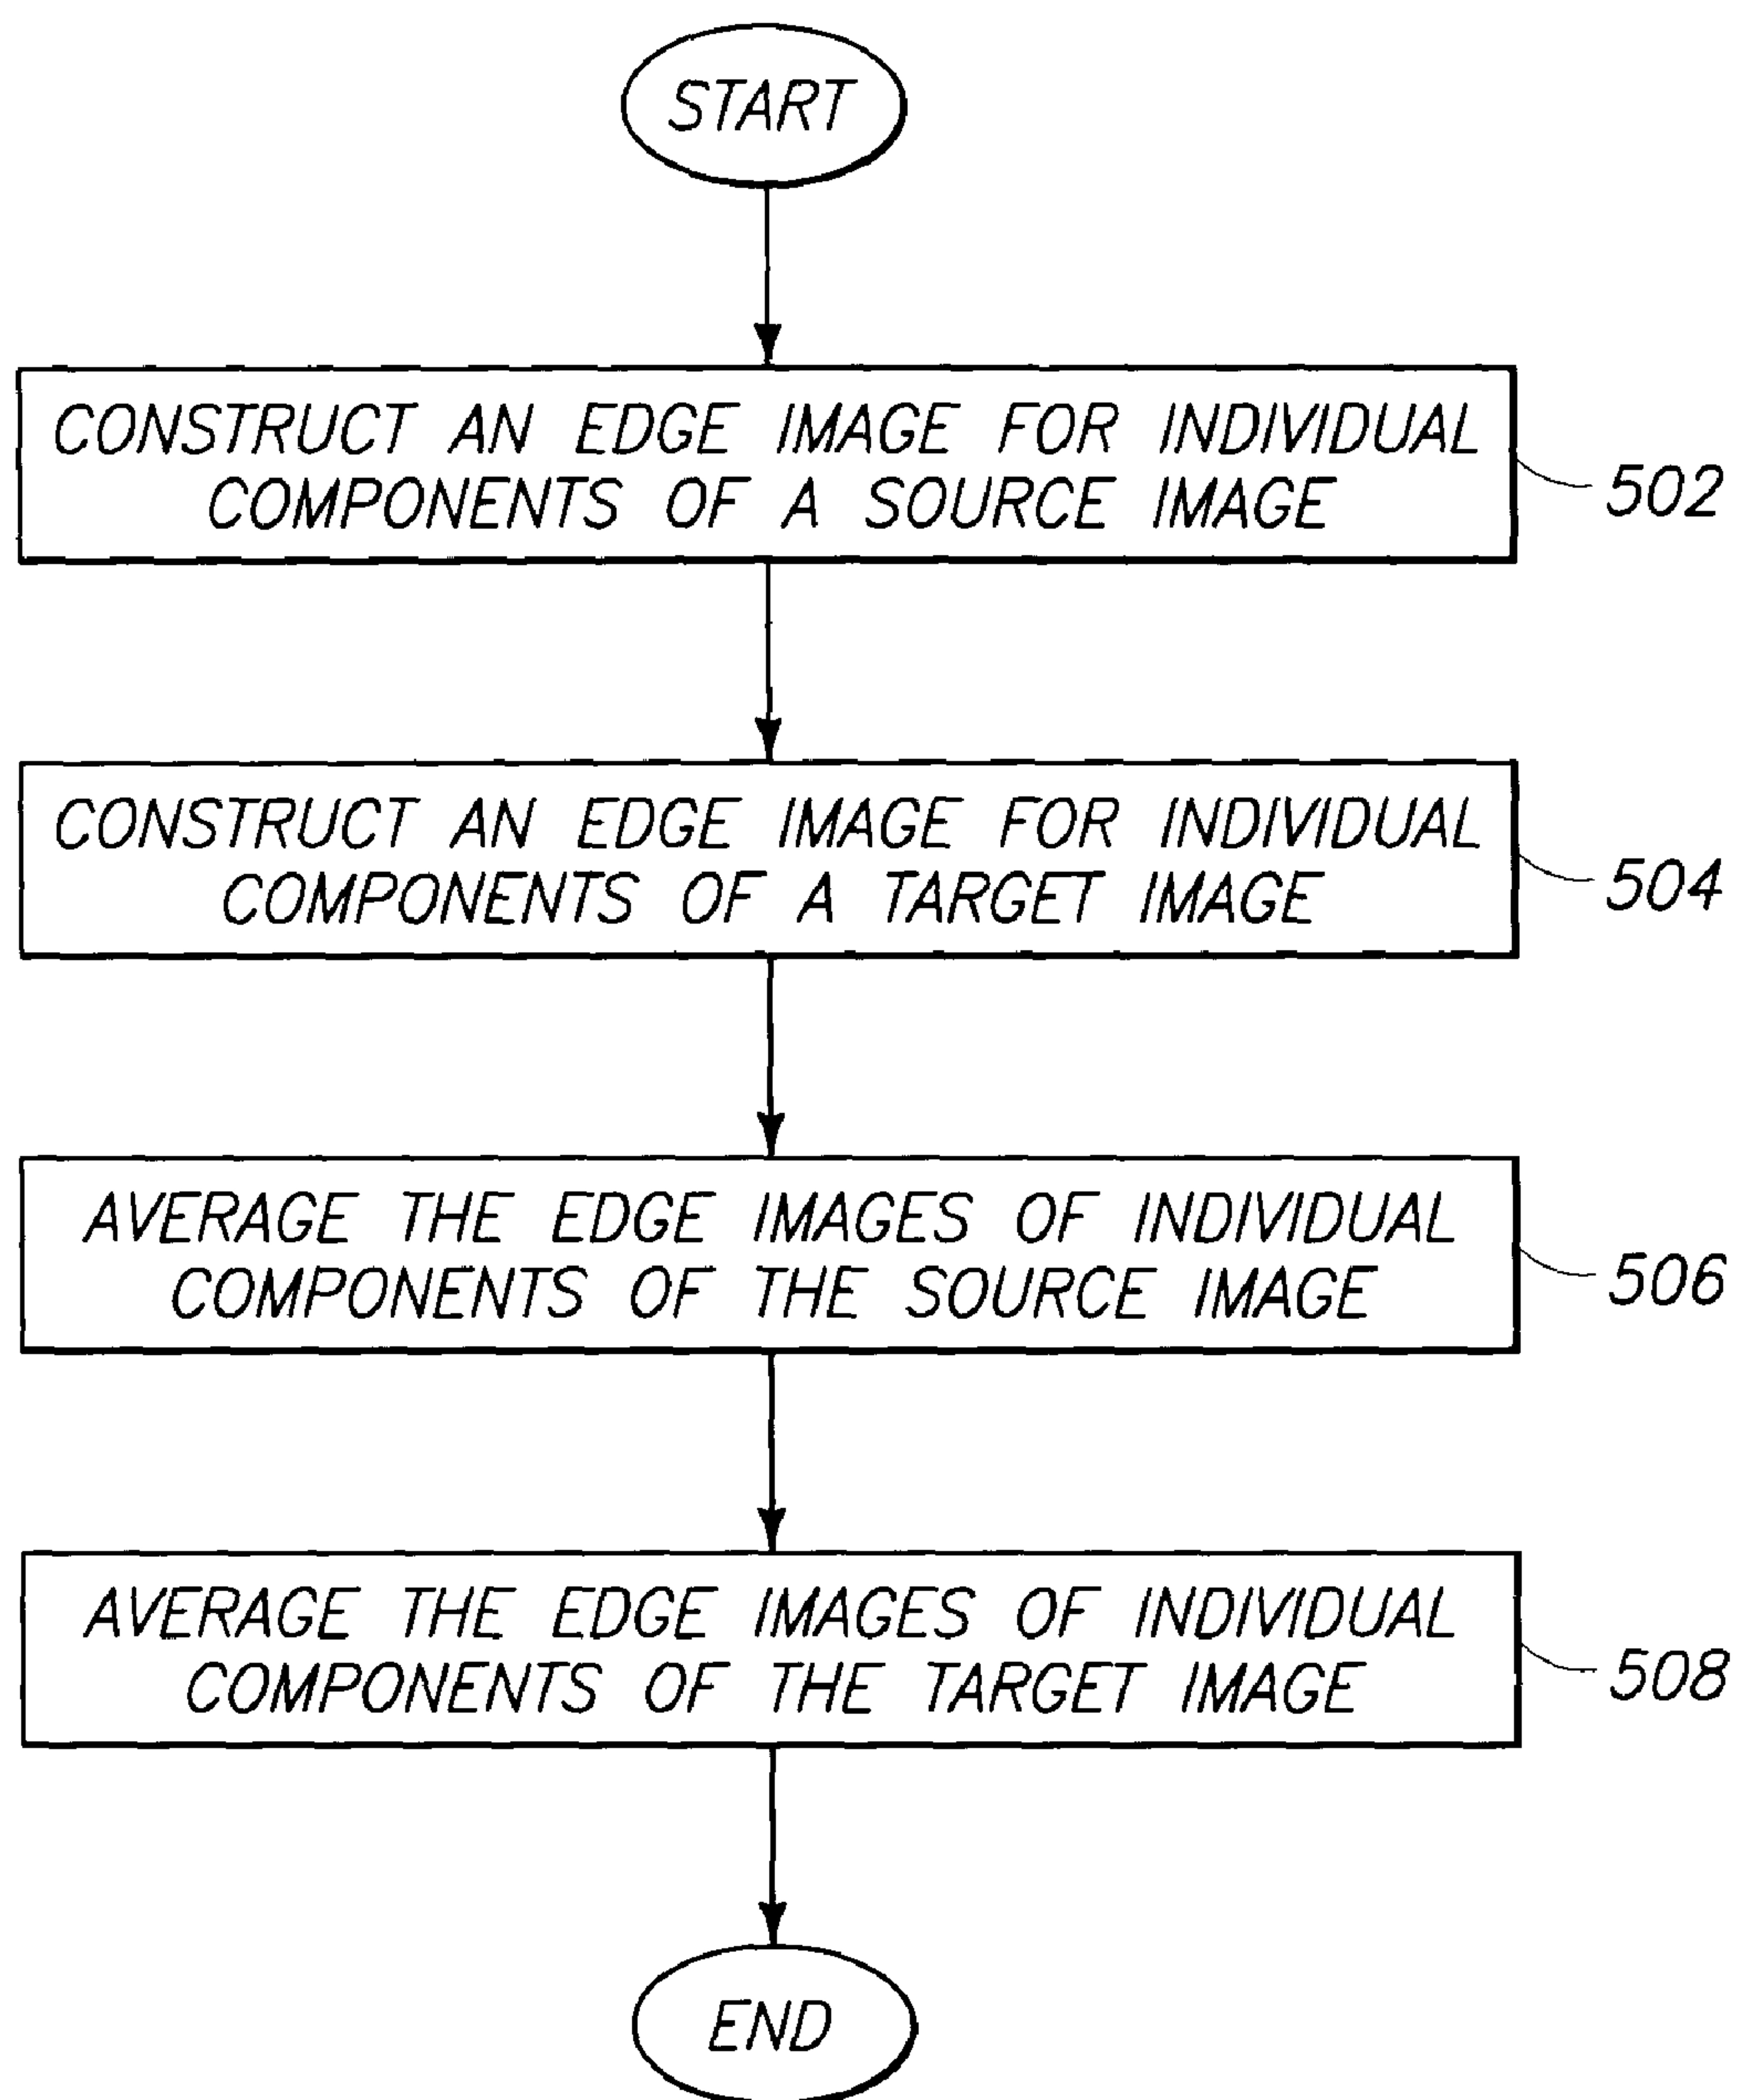 START
CONSTRUCT AN EDGE IMAGE FOR INDIVIDUAL
COMPONENTS OF A SOURCE IMAGE
502
CONSTRUCT AN EDGE IMAGE FOR INDIVIDUAL
COMPONENTS OF A TARGET IMAGE
504
AVERAGE THE EDGE IMAGES OF INDIVIDUAL
COMPONENTS OF THE SOURCE IMAGE
506
AVERAGE THE EDGE IMAGES OF INDIVIDUAL
COMPONENTS OF THE TARGET IMAGE
508
END